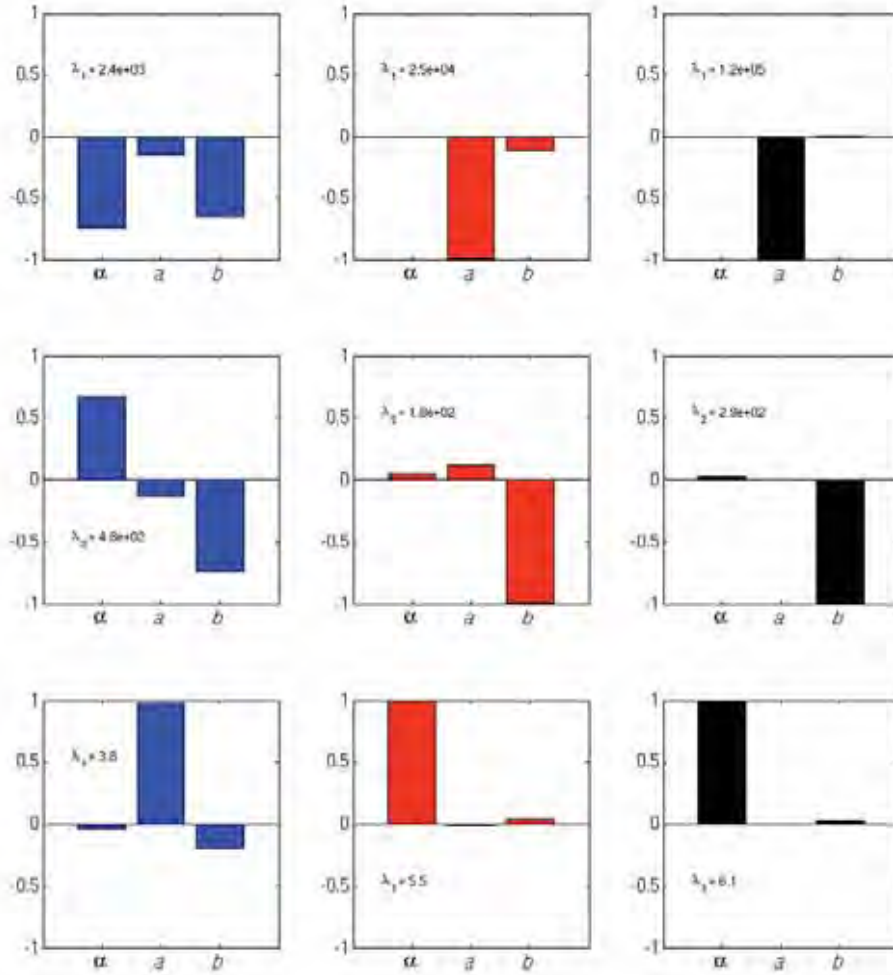 1 1 1
0.5 0.5 0.5
λ₁ = 2.4e+03 λ₁ = 2.5e+04 λ₁ = 1.2e+05
0 0 0
-0.5 -0.5 -0.5
-1 -1 -1
α a b α a b α a b
1 1 1
0.5 0.5 0.5
λ₂ = 1.8e+02 λ₂ = 2.9e+02
0 0 0
-0.5 -0.5 -0.5
λ₂ = 4.8e+02
-1 -1 -1
α a b α a b α a b
1 1 1
0.5 0.5 0.5
λ₃ = 3.8
0 0 0
-0.5 -0.5 -0.5
λ₃ = 5.5 λ₃ = 6.1
-1 -1 -1
α a b α a b α a b